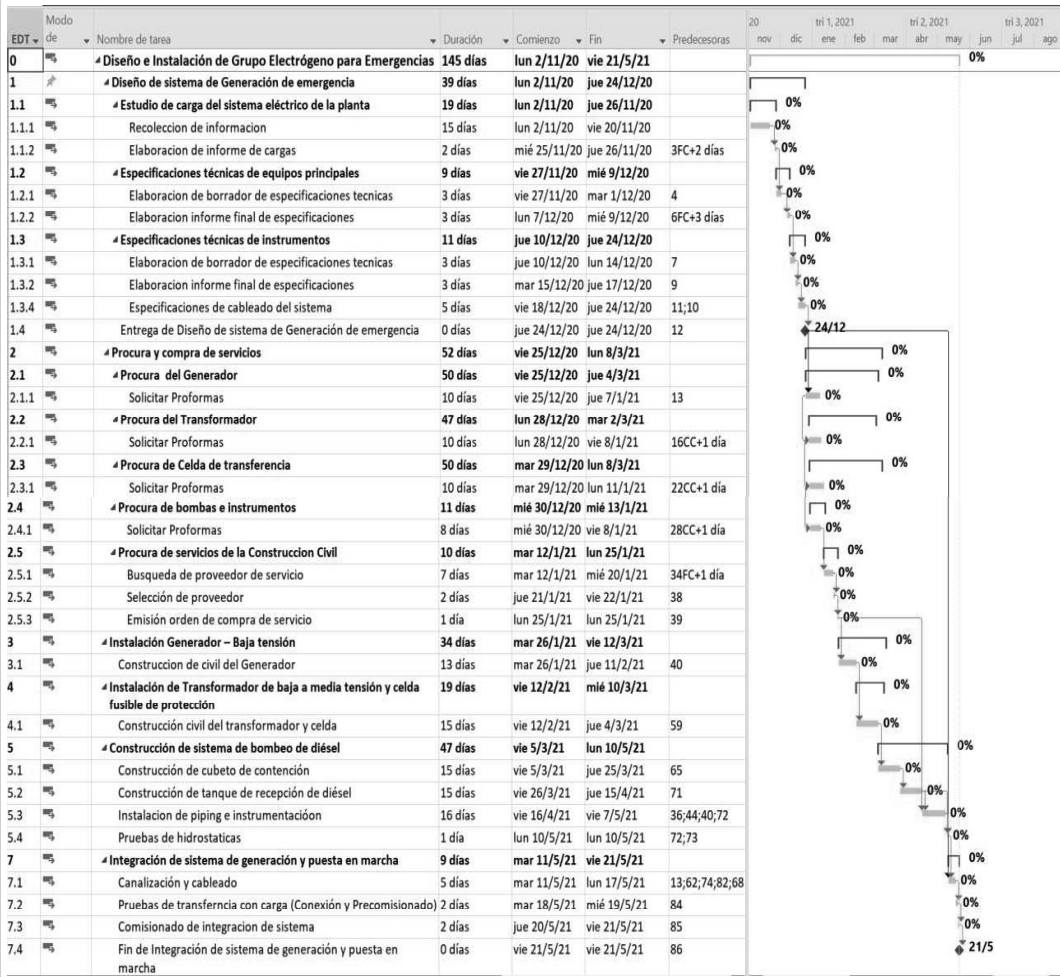 Modo
EDT de Nombre de tarea Duración Comienzo Fin Predecesoras
20 tri 1, 2021 tri 2, 2021 tri 3, 2021
nov dic ene feb mar abr may jun jul ago
0 Diseño e Instalación de Grupo Electrógeno para Emergencias 145 días lun 2/11/20 vie 21/5/21 0%
1 Diseño de sistema de Generación de emergencia 39 días lun 2/11/20 jue 24/12/20
1.1 Estudio de carga del sistema eléctrico de la planta 19 días lun 2/11/20 jue 26/11/20 0%
1.1.1 Recoleccion de informacion 15 días lun 2/11/20 vie 20/11/20 0%
1.1.2 Elaboracion de informe de cargas 2 días mié 25/11/20 jue 26/11/20 3FC+2 días 0%
1.2 Especificaciones técnicas de equipos principales 9 días vie 27/11/20 mié 9/12/20 0%
1.2.1 Elaboracion de borrador de especificaciones tecnicas 3 días vie 27/11/20 mar 1/12/20 4 0%
1.2.2 Elaboracion informe final de especificaciones 3 días lun 7/12/20 mié 9/12/20 6FC+3 días 0%
1.3 Especificaciones técnicas de instrumentos 11 días jue 10/12/20 jue 24/12/20 0%
1.3.1 Elaboracion de borrador de especificaciones tecnicas 3 días jue 10/12/20 lun 14/12/20 7 0%
1.3.2 Elaboracion informe final de especificaciones 3 días mar 15/12/20 jue 17/12/20 9 0%
1.3.4 Especificaciones de cableado del sistema 5 días vie 18/12/20 jue 24/12/20 11;10 0%
1.4 Entrega de Diseño de sistema de Generación de emergencia 0 días jue 24/12/20 jue 24/12/20 12 24/12
2 Procura y compra de servicios 52 días vie 25/12/20 lun 8/3/21 0%
2.1 Procura del Generador 50 días vie 25/12/20 jue 4/3/21 0%
2.1.1 Solicitar Proformas 10 días vie 25/12/20 jue 7/1/21 13 0%
2.2 Procura del Transformador 47 días lun 28/12/20 mar 2/3/21 0%
2.2.1 Solicitar Proformas 10 días lun 28/12/20 vie 8/1/21 16CC+1 día 0%
2.3 Procura de Celda de transferencia 50 días mar 29/12/20 lun 8/3/21 0%
2.3.1 Solicitar Proformas 10 días mar 29/12/20 lun 11/1/21 22CC+1 día 0%
2.4 Procura de bombas e instrumentos 11 días mié 30/12/20 mié 13/1/21 0%
2.4.1 Solicitar Proformas 8 días mié 30/12/20 vie 8/1/21 28CC+1 día 0%
2.5 Procura de servicios de la Construccion Civil 10 días mar 12/1/21 lun 25/1/21 0%
2.5.1 Busqueda de proveedor de servicio 7 días mar 12/1/21 mié 20/1/21 34FC+1 día 0%
2.5.2 Selección de proveedor 2 días jue 21/1/21 vie 22/1/21 38 0%
2.5.3 Emisión orden de compra de servicio 1 día lun 25/1/21 lun 25/1/21 39 0%
3 Instalación Generador – Baja tensión 34 días mar 26/1/21 vie 12/3/21 0%
3.1 Construccion de civil del Generador 13 días mar 26/1/21 jue 11/2/21 40 0%
4 Instalación de Transformador de baja a media tensión y celda 19 días vie 12/2/21 mié 10/3/21 0%
fusible de protección
4.1 Construcción civil del transformador y celda 15 días vie 12/2/21 jue 4/3/21 59 0%
5 Construcción de sistema de bombeo de diésel 47 días vie 5/3/21 lun 10/5/21 0%
5.1 Construcción de cubeto de contención 15 días vie 5/3/21 jue 25/3/21 65 0%
5.2 Construcción de tanque de recepción de diésel 15 días vie 26/3/21 jue 15/4/21 71 0%
5.3 Instalacion de piping e instrumentacióon 16 días vie 16/4/21 vie 7/5/21 36;44;40;72 0%
5.4 Pruebas de hidrostaticas 1 día lun 10/5/21 lun 10/5/21 72;73 0%
7 Integración de sistema de generación y puesta en marcha 9 días mar 11/5/21 vie 21/5/21 0%
7.1 Canalización y cableado 5 días mar 11/5/21 lun 17/5/21 13;62;74;82;68 0%
7.2 Pruebas de transferncia con carga (Conexión y Precomisionado) 2 días mar 18/5/21 mié 19/5/21 84 0%
7.3 Comisionado de integracion de sistema 2 días jue 20/5/21 vie 21/5/21 85 0%
7.4 Fin de Integración de sistema de generación y puesta en 0 días vie 21/5/21 vie 21/5/21 86 21/5
marcha